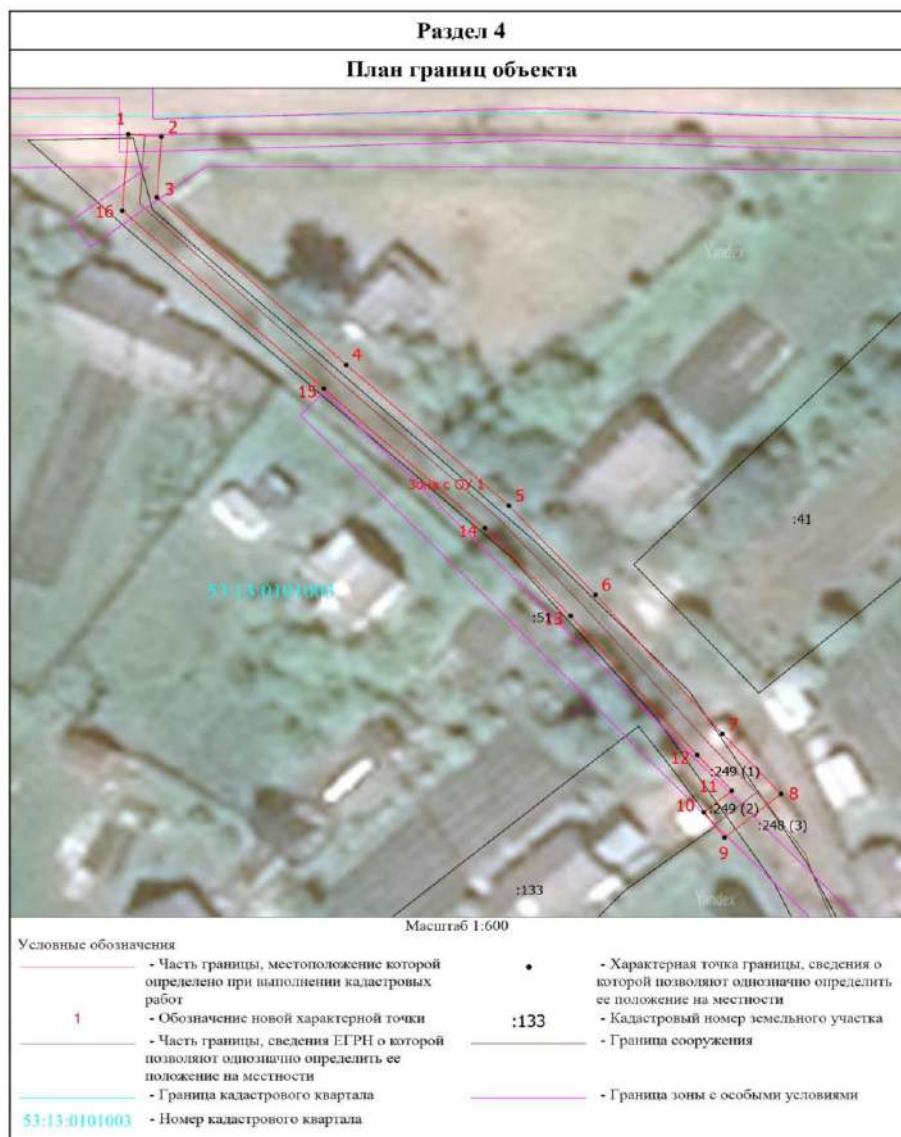 Раздел 4
План границ объекта
1
2
3
16
Yandex
4
15
Зона с ОУ 1
5
14
:41
53:13:0101003
6
:51
13
7
12
:249 (1)
11
8
10
:249 (2)
:248 (3)
9
:133
Yandex
Масштаб 1:600
Условные обозначения
- Часть границы, местоположение которой
определено при выполнении кадастровых
работ
- Характерная точка границы, сведения о
которой позволяют однозначно определить
ее положение на местности
1
- Обозначение новой характерной точки
:133
- Кадастровый номер земельного участка
- Часть границы, сведения ЕГРН о которой
позволяют однозначно определить ее
положение на местности
- Граница сооружения
- Граница кадастрового квартала
- Граница зоны с особыми условиями
53:13:0101003
- Номер кадастрового квартала